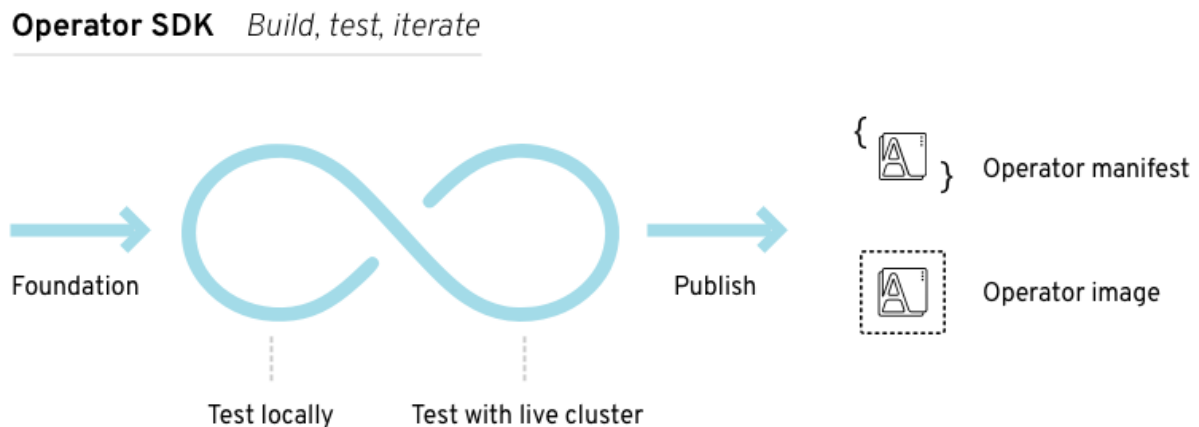 Operator SDK Build, test, iterate
{
}
Operator manifest
Foundation
Publish
Operator image
Test locally
Test with live cluster